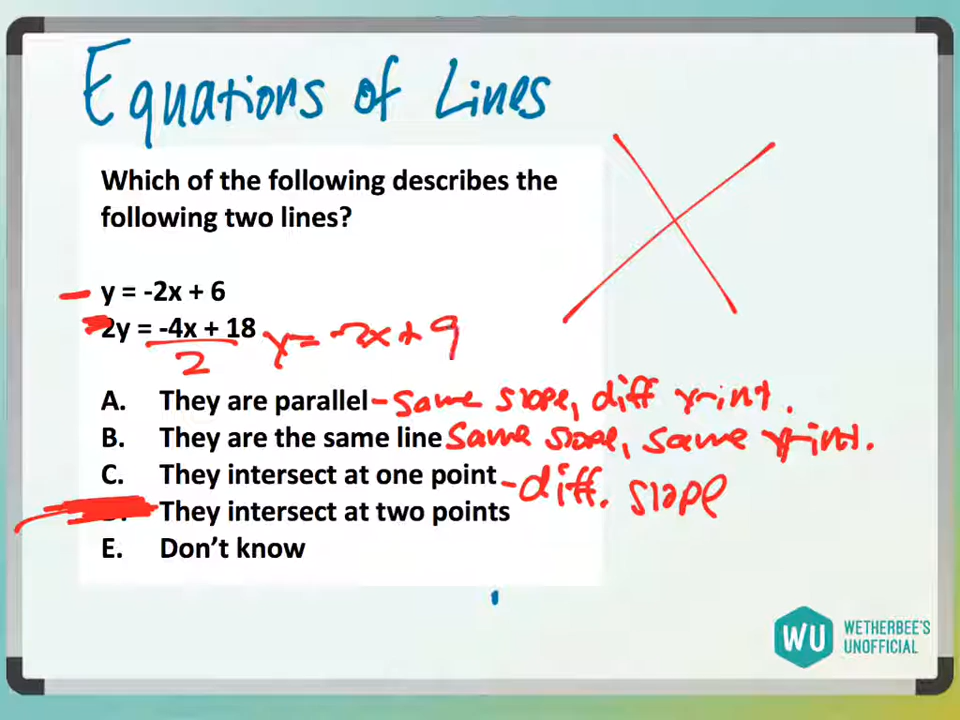 Equations of Lines
Which of the following describes the
following two lines?
y = -2x + 6
2y = -4x + 18 y = -2x + 9
2
A. They are parallel - same slope, diff y-int.
B. They are the same line same slope, same y-int.
C. They intersect at one point - diff. slope
They intersect at two points
E. Don't know
WU WETHERBEE'S
UNOFFICIAL